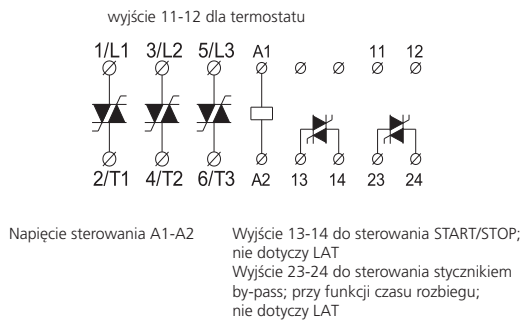 wyjście 11-12 dla termostatu
1/L1 3/L2 5/L3 A1 11 12
2/T1 4/T2 6/T3 A2 13 14 23 24
Napięcie sterowania A1-A2
Wyjście 13-14 do sterowania START/STOP;
nie dotyczy LAT
Wyjście 23-24 do sterowania stycznikiem
by-pass; przy funkcji czasu rozbiegu;
nie dotyczy LAT